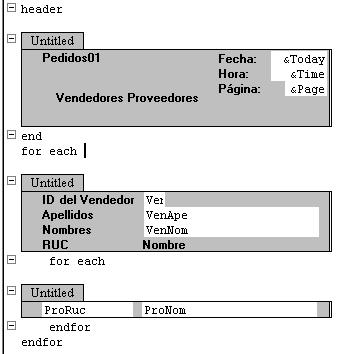 header
Untitled
Pedidos01 Fecha: &Today
Hora: &Time
Página: &Page
Vendedores Proveedores
end
for each
Untitled
ID del Vendedor Ver
Apellidos VenApe
Nombres VenNom
RUC Nombre
for each
Untitled
ProRuc ProNom
endfor
endfor